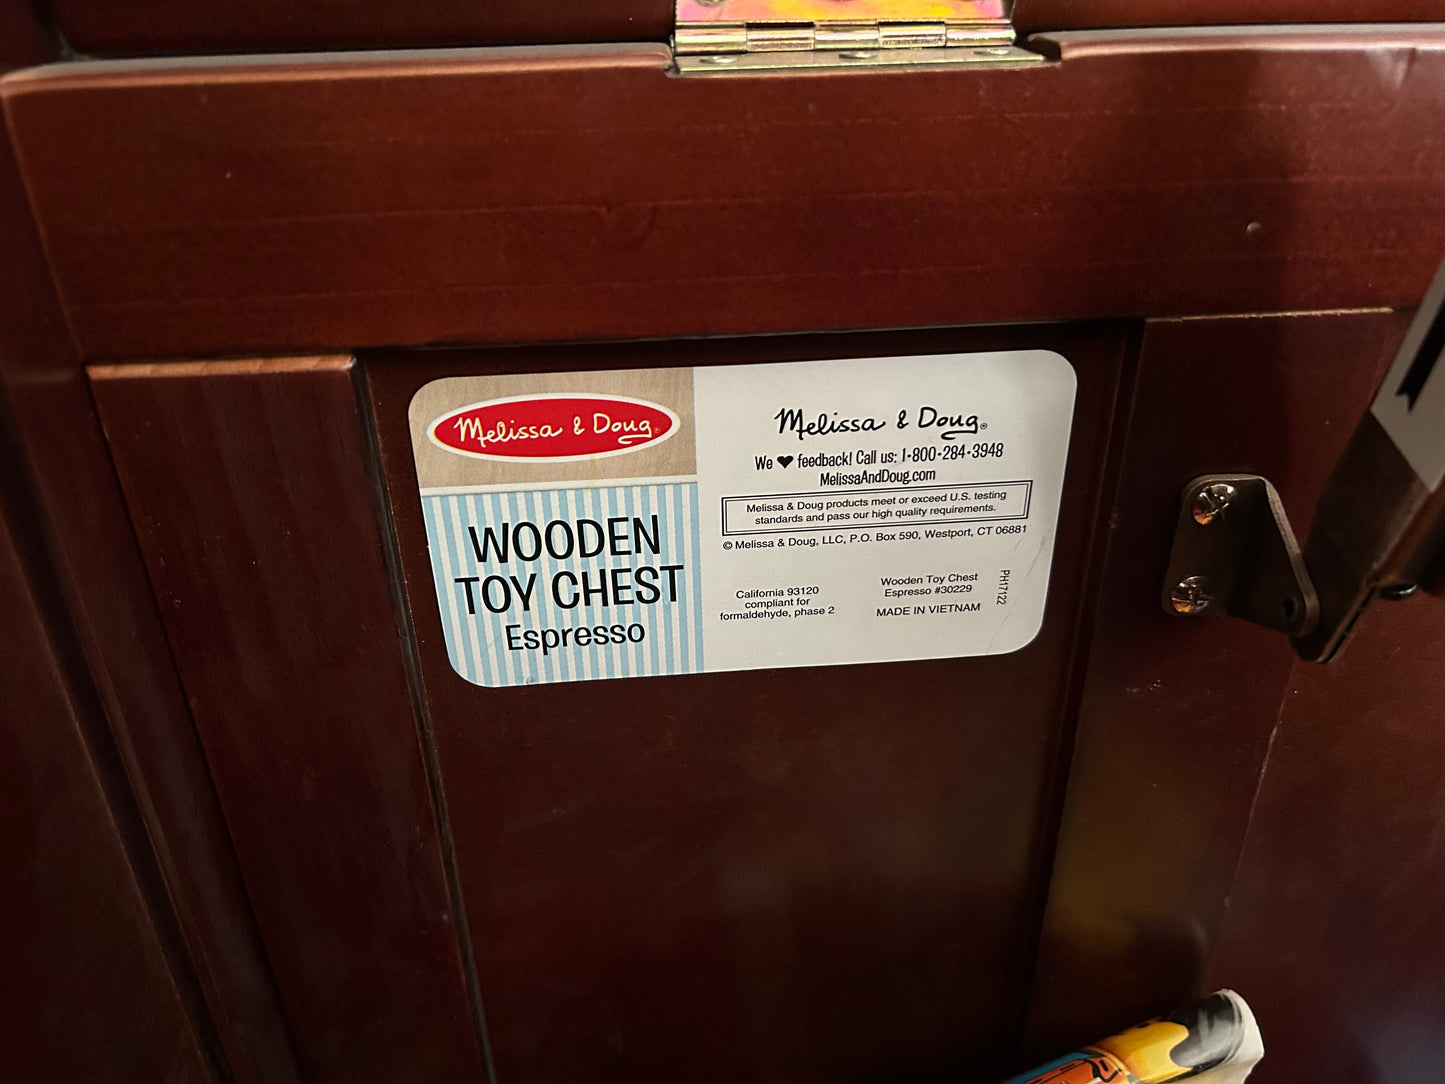 Melissa & Doug®
WOODEN
TOY CHEST
Espresso
Melissa & Doug®
We ♥ feedback! Call us: 1-800-284-3948
MelissaAndDoug.com
Melissa & Doug products meet or exceed U.S. testing
standards and pass our high quality requirements.
© Melissa & Doug, LLC, P.O. Box 590, Westport, CT 06881
California 93120
compliant for
formaldehyde, phase 2
Wooden Toy Chest
Espresso #30229
MADE IN VIETNAM
PH17122